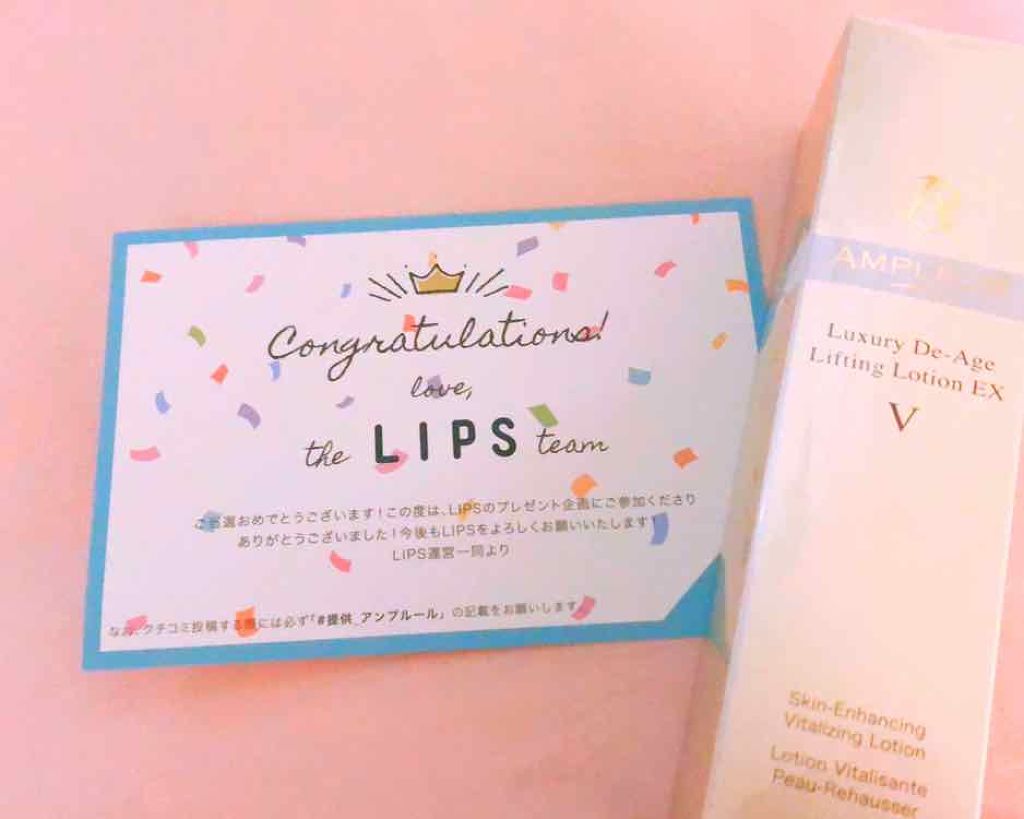 Congratulations!
love,
the LIPS team
ご当選おめでとうございます！この度は、LIPSのプレゼント企画にご参加くださり
ありがとうございました！今後もLIPSをよろしくお願いいたします！
LIPS運営一同より
なお、クチコミ投稿する際には必ず「#提供_アンプルール」の記載をお願いします。
Luxury De-Age
Lifting Lotion EX
V
Skin-Enhancing
Vitalizing Lotion
Lotion Vitalisante
Peau-Rehausser